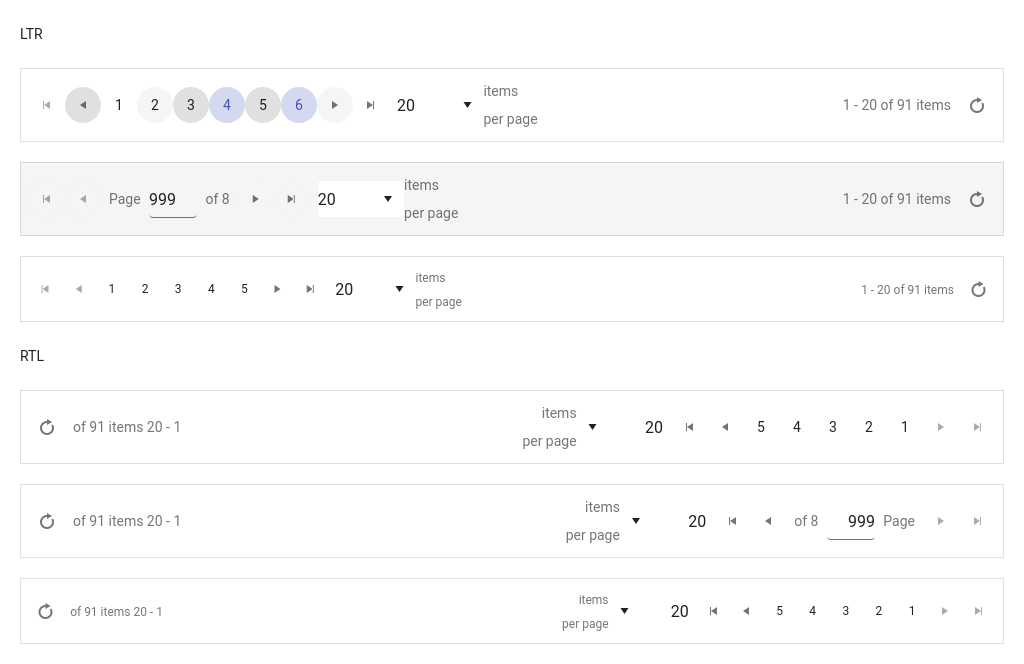 LTR
1 2 3 4 5 6 20 items per page 1 - 20 of 91 items
Page 999 of 8 20 items per page 1 - 20 of 91 items
1 2 3 4 5 20 items per page 1 - 20 of 91 items
RTL
of 91 items 20 - 1 items per page 20 5 4 3 2 1
of 91 items 20 - 1 items per page 20 of 8 999 Page
of 91 items 20 - 1 items per page 20 5 4 3 2 1